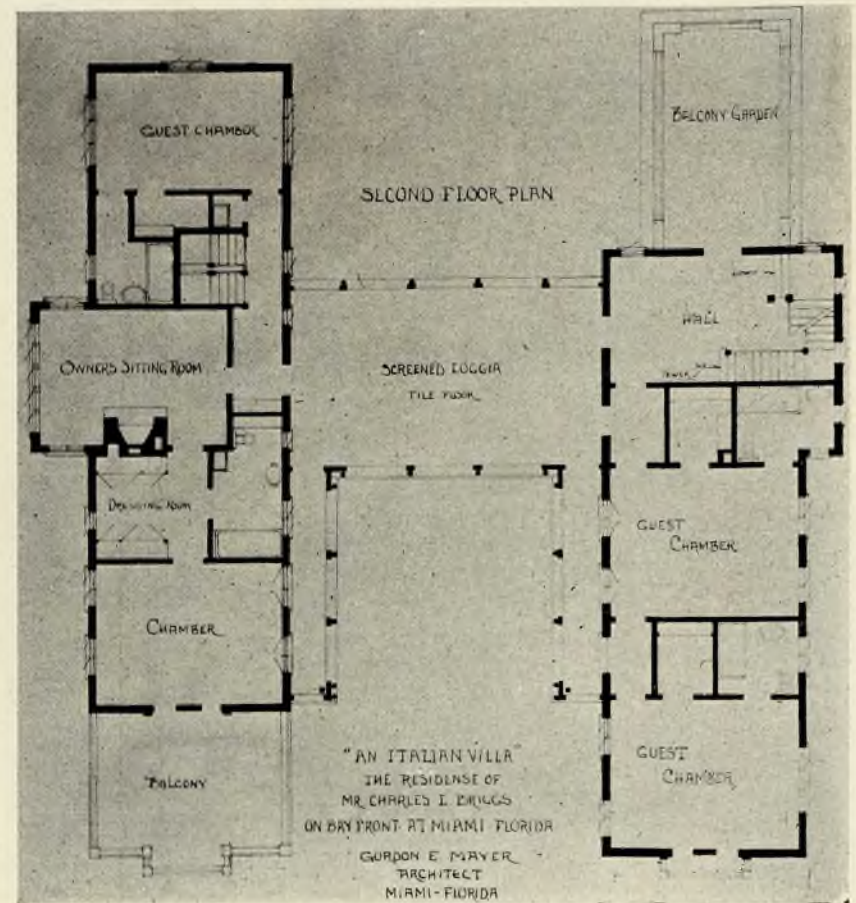 GUEST CHAMBER
BALCONY GARDEN
SECOND FLOOR PLAN
HALL
OWNERS SITTING ROOM
SCREENED LOGGIA
TILE FLOOR
DRESSING ROOM
GUEST
CHAMBER
CHAMBER
GUEST
CHAMBER
BALCONY
"AN ITALIAN VILLA"
THE RESIDENSE OF
MR. CHARLES I. BRIGGS
ON BAY FRONT AT MIAMI FLORIDA
GORDON E MAYER
ARCHITECT
MIAMI-FLORIDA